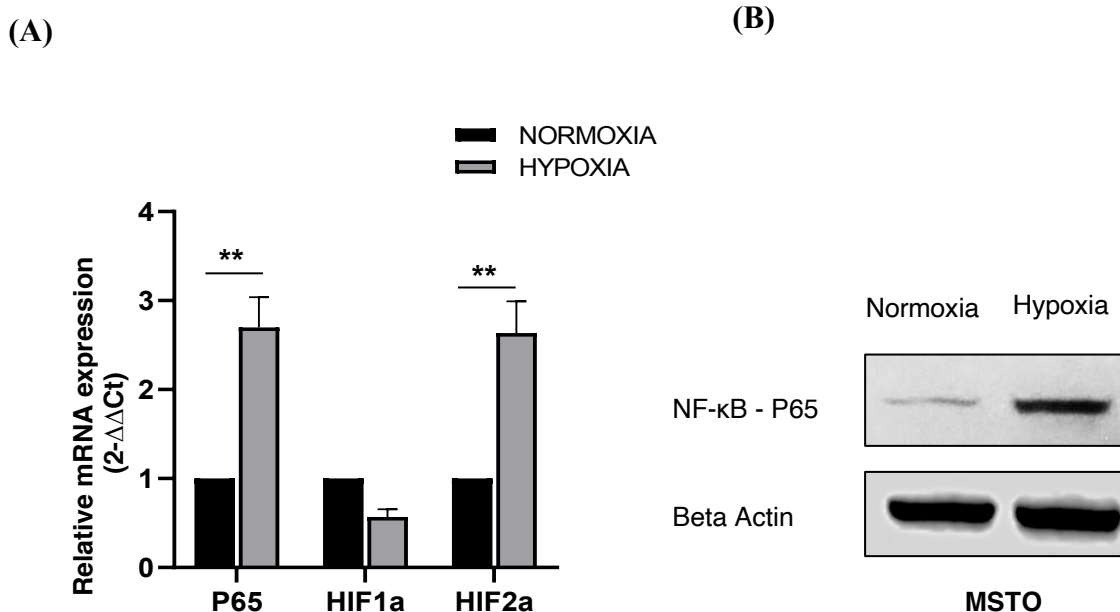 (A)
NORMOXIA
HYPOXIA
Relative mRNA expression
(2-ΔΔCt)
4
3
2
1
0
**
**
P65 HIF1a HIF2a
(B)
Normoxia Hypoxia
NF-κB - P65
Beta Actin
MSTO